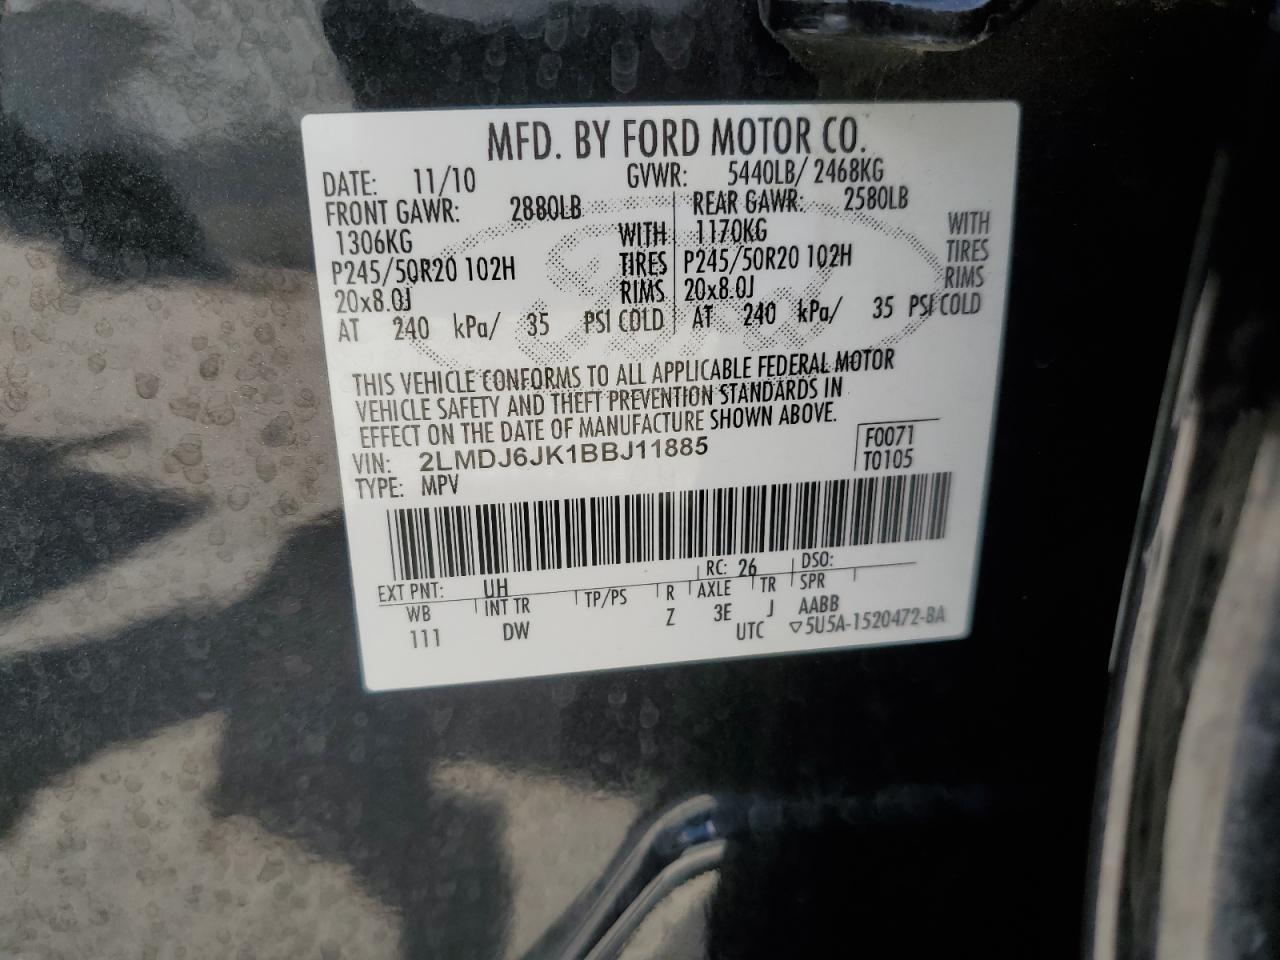 MFD. BY FORD MOTOR CO.
DATE: 11/10 GVWR: 5440LB/ 2468KG
FRONT GAWR: 2880LB REAR GAWR: 2580LB
1306KG WITH 1170KG WITH
P245/50R20 102H TIRES P245/50R20 102H TIRES
20x8.0J RIMS 20x8.0J RIMS
AT 240 kPa/ 35 PSI COLD AT 240 kPa/ 35 PSI COLD
THIS VEHICLE CONFORMS TO ALL APPLICABLE FEDERAL MOTOR
VEHICLE SAFETY AND THEFT PREVENTION STANDARDS IN
EFFECT ON THE DATE OF MANUFACTURE SHOWN ABOVE.
VIN: 2LMDJ6JK1BBJ11885 F0071
TYPE: MPV T0105
EXT PNT: UH RC: 26 DSO:
WB INT TR TP/PS R AXLE TR SPR
111 DW Z 3E J AABB
UTC ▽5U5A-1520472-BA